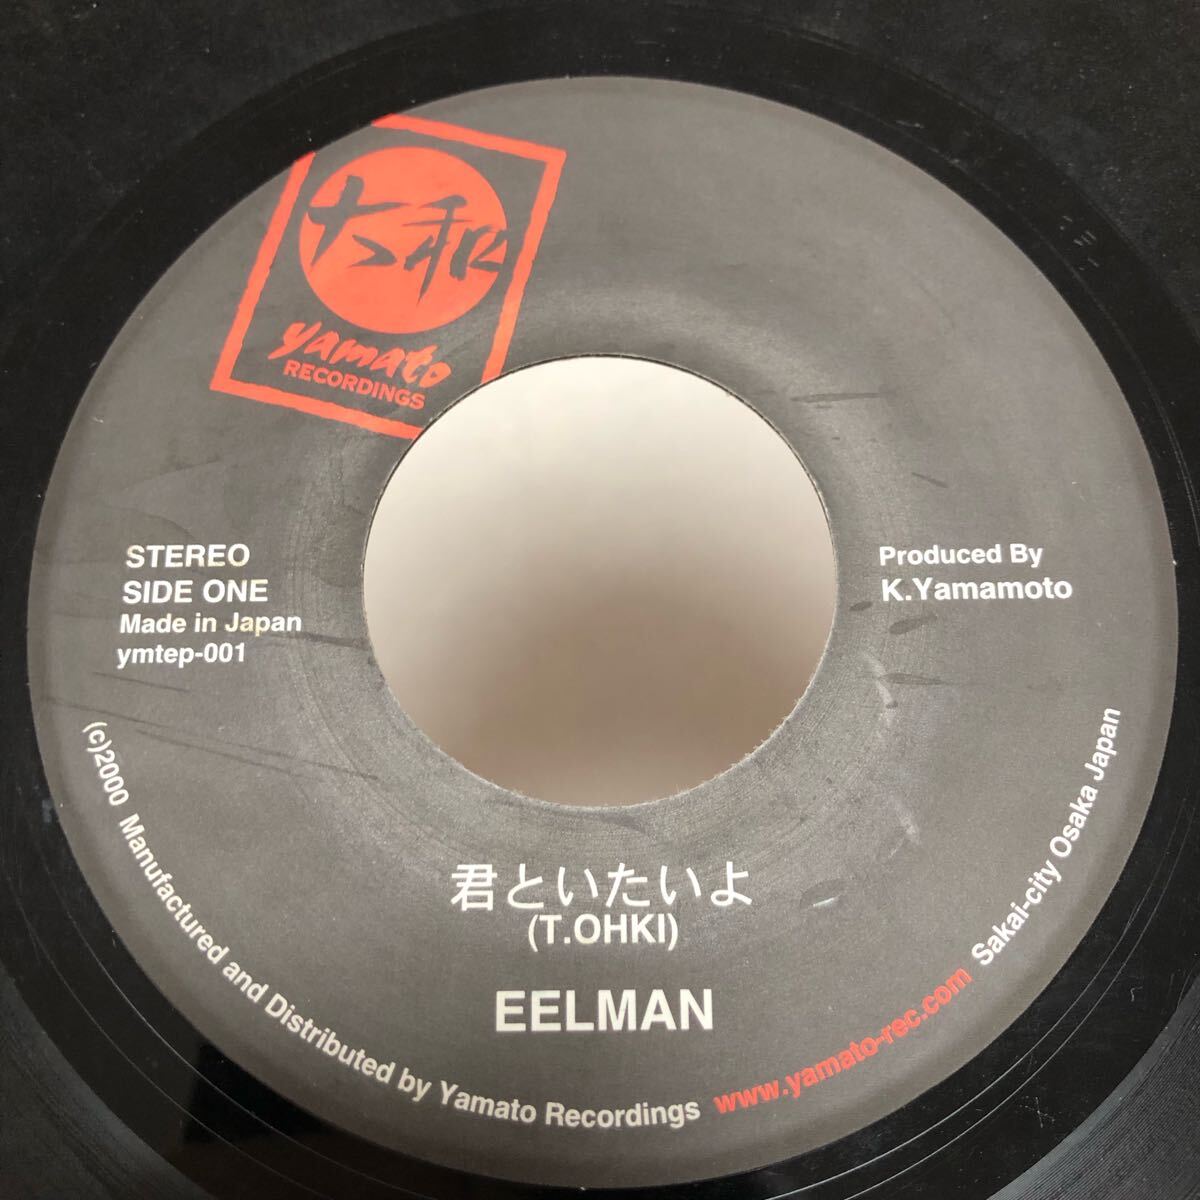 大和
yamato
RECORDINGS
STEREO
SIDE ONE
Made in Japan
ymtep-001
Produced By
K.Yamamoto
君といたいよ
(T.OHKI)
EELMAN
(c)2000 Manufactured and Distributed by Yamato Recordings www.yamato-rec.com Sakai-city Osaka Japan